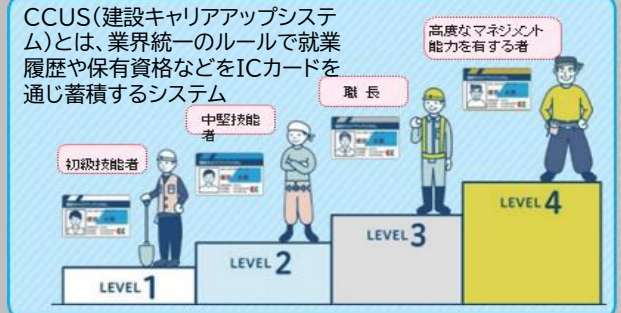 CCUS(建設キャリアアップシステ
ム)とは、業界統一のルールで就業
履歴や保有資格などをICカードを
通じ蓄積するシステム
高度なマネジメント
能力を有する者
職 長
中堅技能
者
初級技能者
LEVEL 1
LEVEL 2
LEVEL 3
LEVEL 4